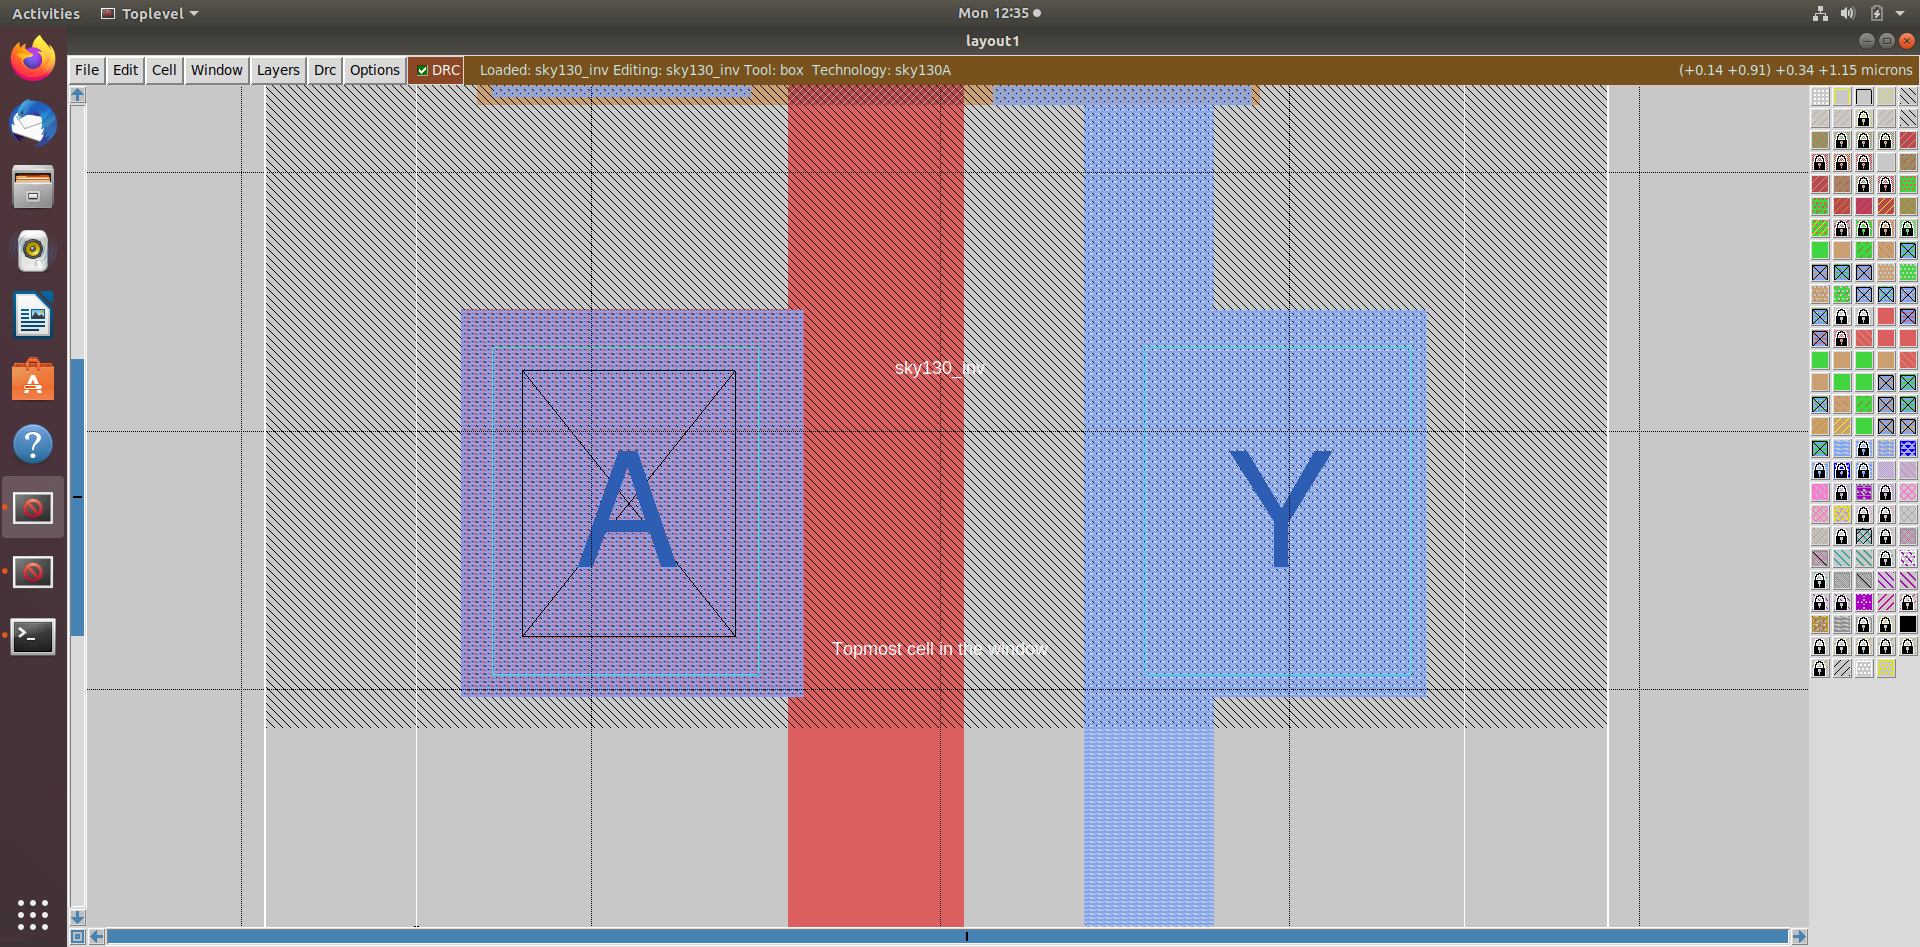 Activities Toplevel Mon 12:35
layout1
File Edit Cell Window Layers Drc Options DRC Loaded: sky130_inv Editing: sky130_inv Tool: box Technology: sky130A (+0.14 +0.91) +0.34 +1.15 microns
sky130_inv
A Y
Topmost cell in the window